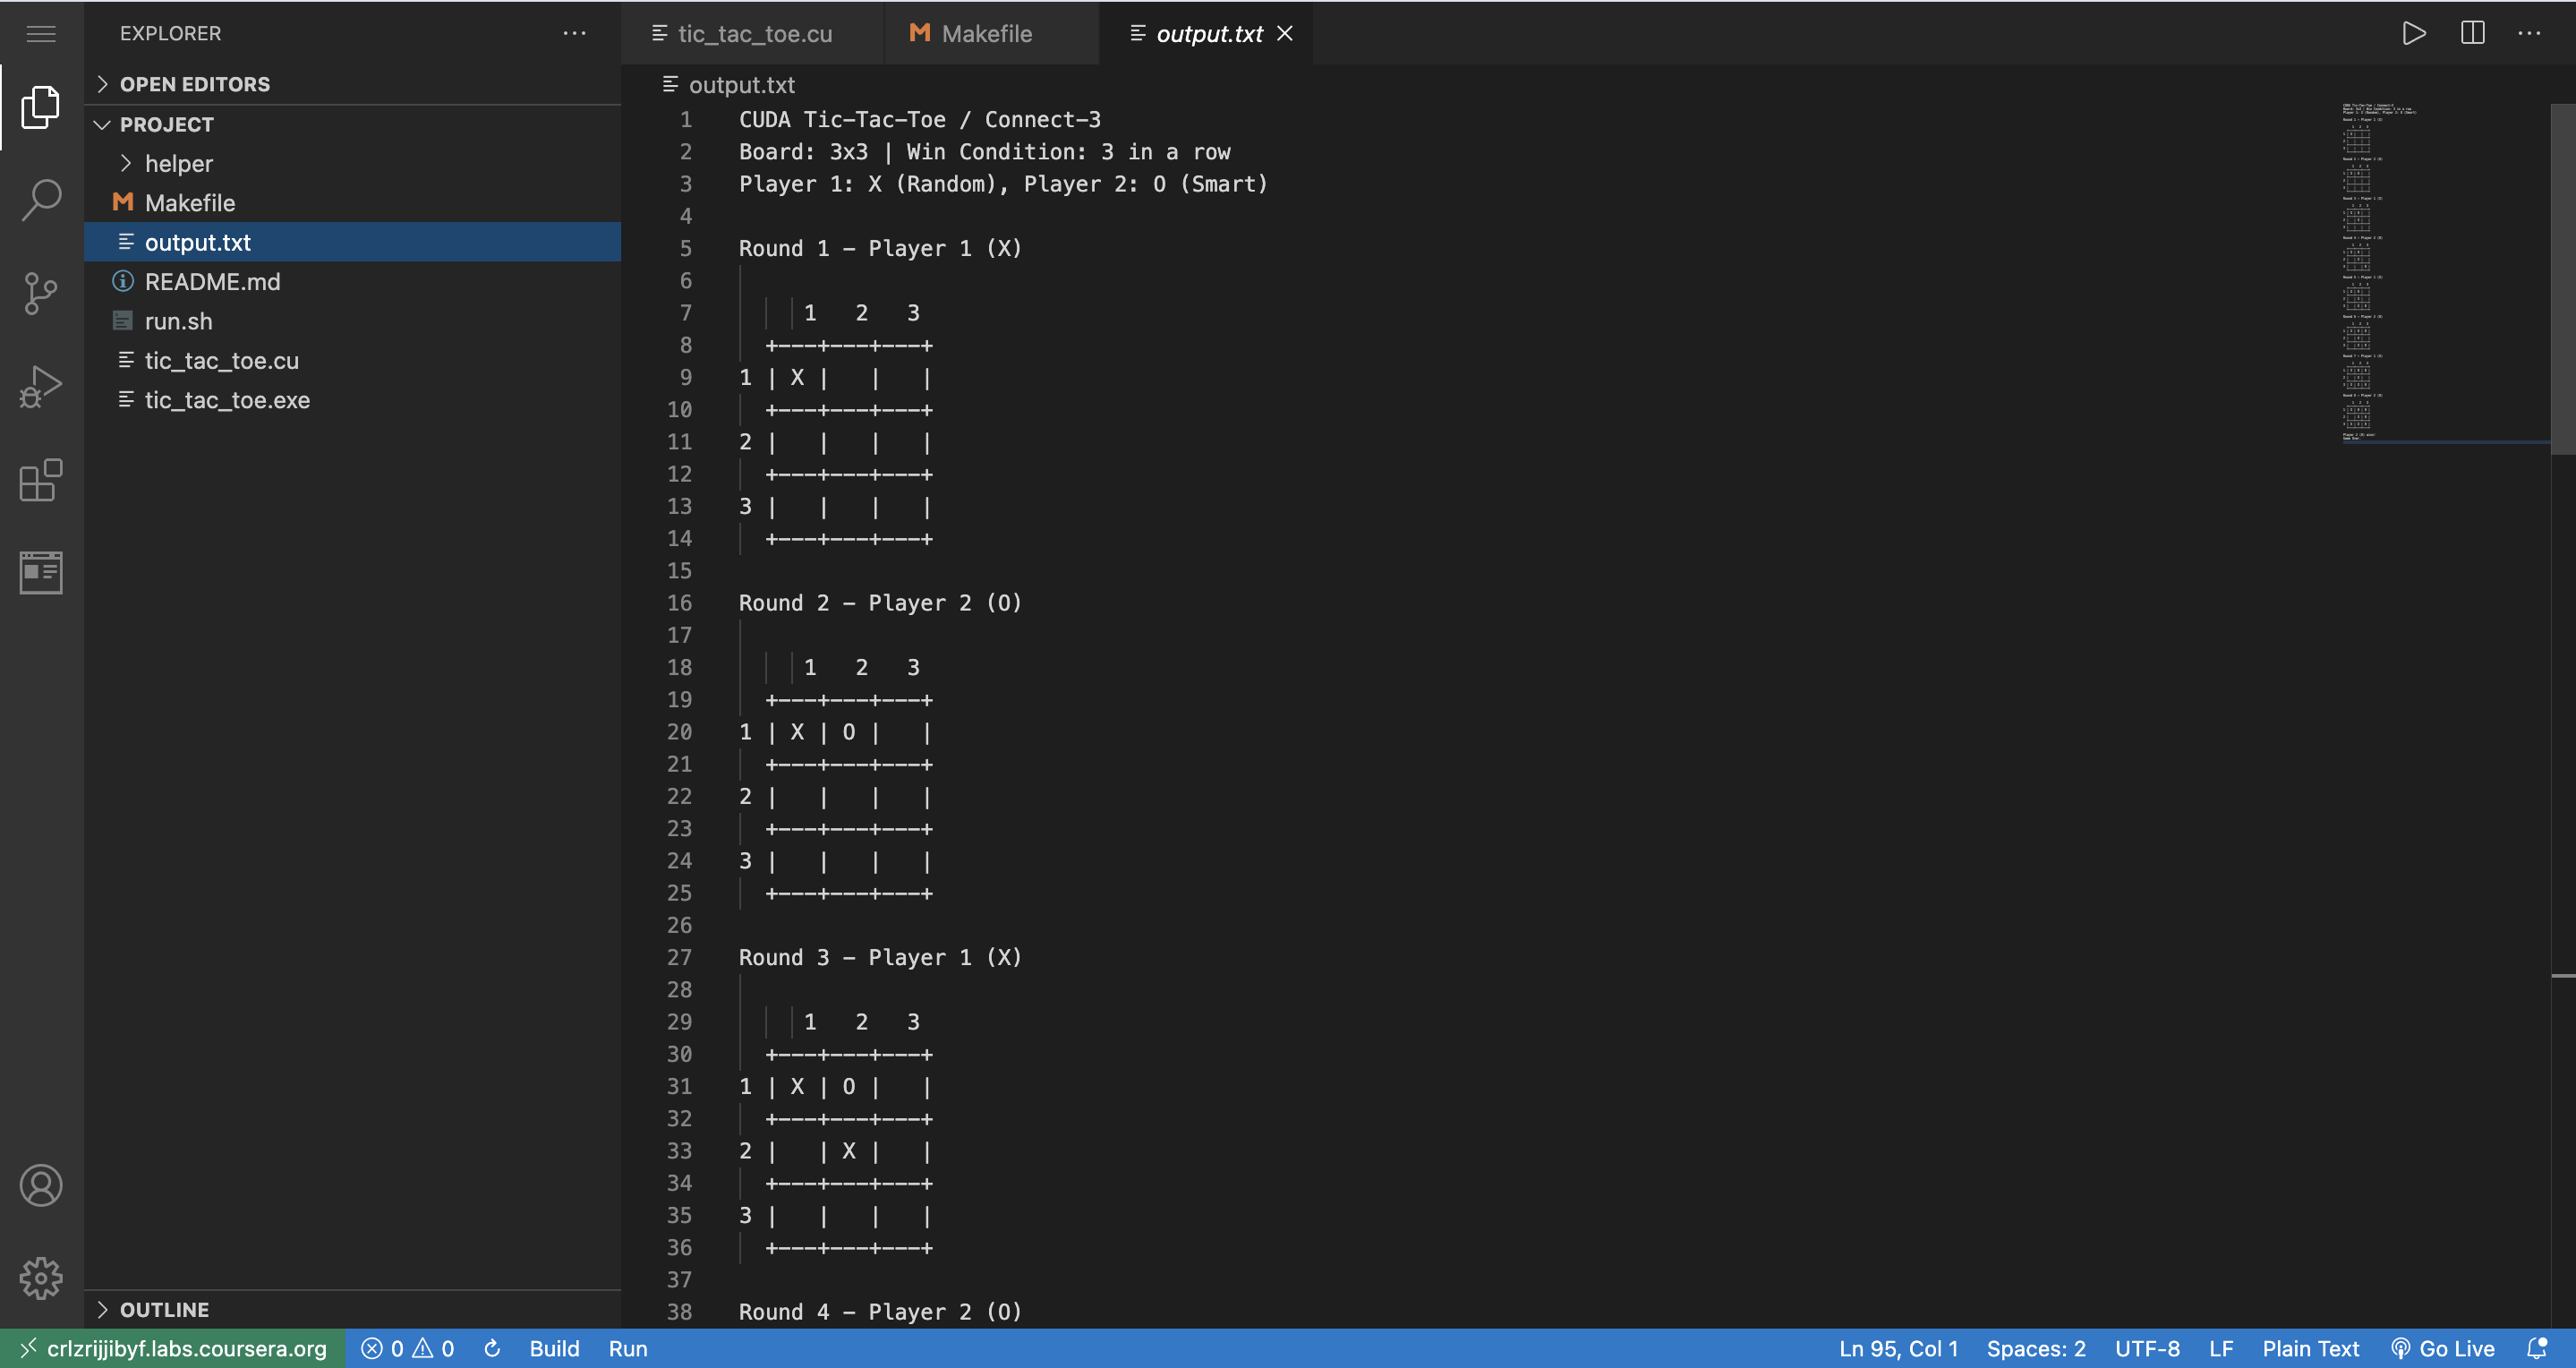 EXPLORER
OPEN EDITORS
PROJECT
helper
Makefile
output.txt
README.md
run.sh
tic_tac_toe.cu
tic_tac_toe.exe
OUTLINE
tic_tac_toe.cu Makefile output.txt
output.txt
1 CUDA Tic-Tac-Toe / Connect-3
2 Board: 3x3 | Win Condition: 3 in a row
3 Player 1: X (Random), Player 2: O (Smart)
4
5 Round 1 - Player 1 (X)
6
7     1   2   3
8   +---+---+---+
9 1 | X |   |   |
10   +---+---+---+
11 2 |   |   |   |
12   +---+---+---+
13 3 |   |   |   |
14   +---+---+---+
15
16 Round 2 - Player 2 (O)
17
18     1   2   3
19   +---+---+---+
20 1 | X | O |   |
21   +---+---+---+
22 2 |   |   |   |
23   +---+---+---+
24 3 |   |   |   |
25   +---+---+---+
26
27 Round 3 - Player 1 (X)
28
29     1   2   3
30   +---+---+---+
31 1 | X | O |   |
32   +---+---+---+
33 2 |   | X |   |
34   +---+---+---+
35 3 |   |   |   |
36   +---+---+---+
37
38 Round 4 - Player 2 (O)
crlzrijjibyf.labs.coursera.org 0 0 Build Run Ln 95, Col 1 Spaces: 2 UTF-8 LF Plain Text Go Live